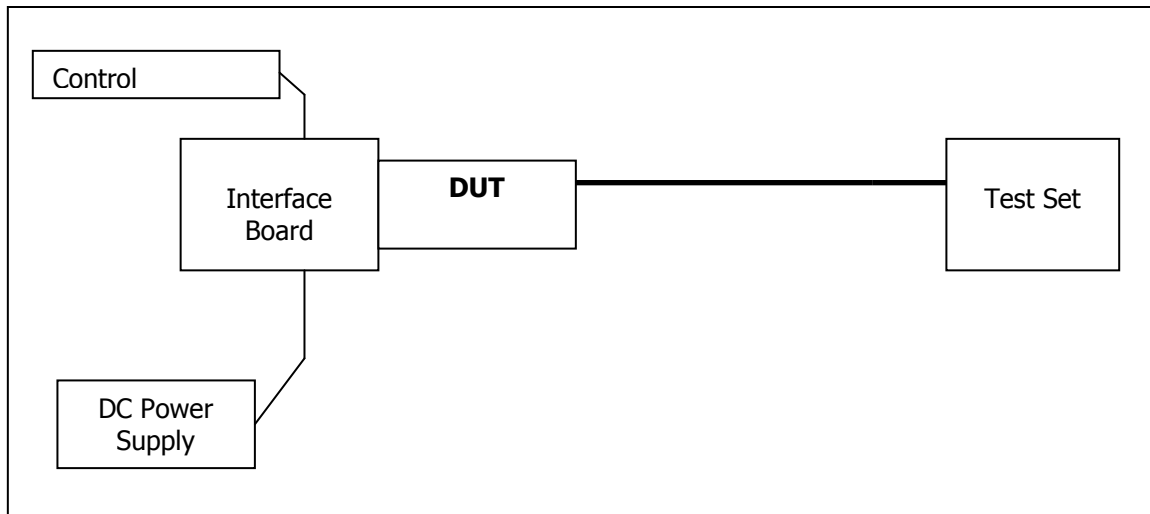 Control
Interface
Board
DUT
Test Set
DC Power
Supply